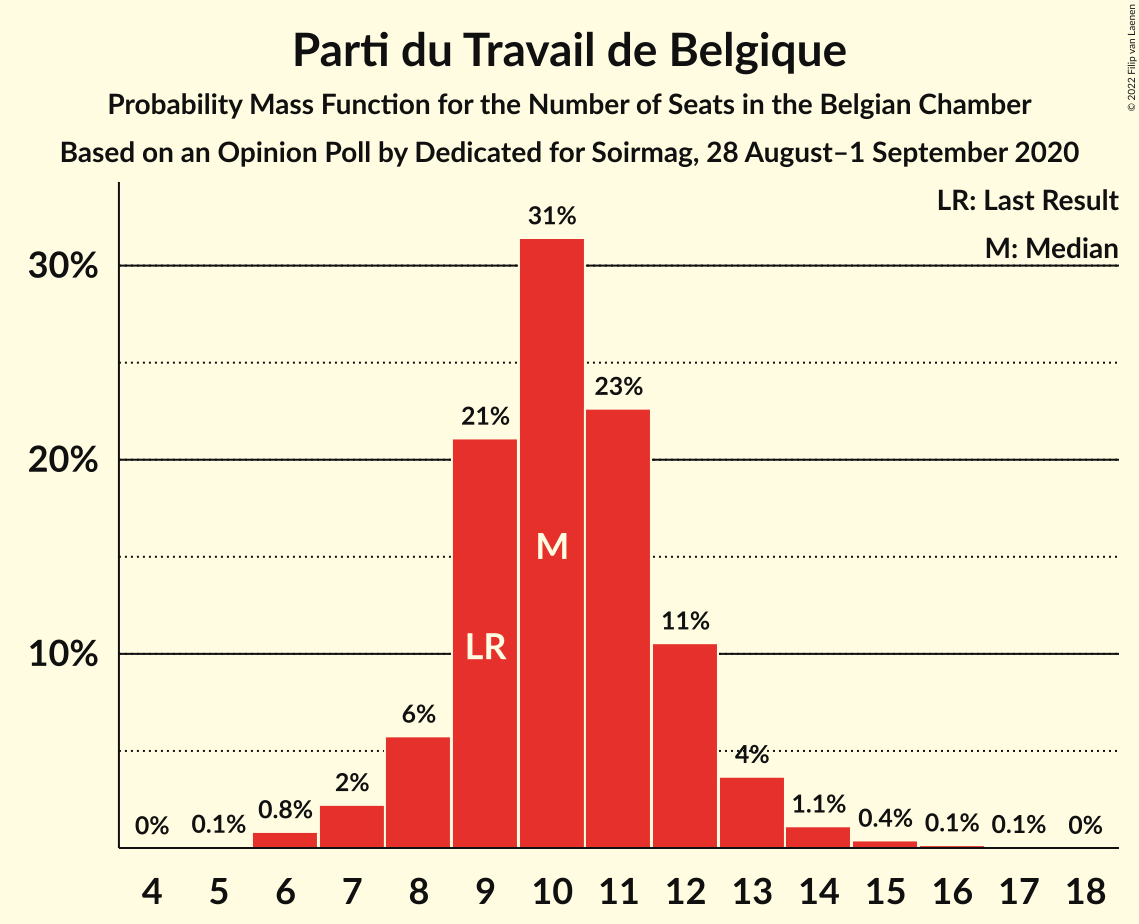 Parti du Travail de Belgique
Probability Mass Function for the Number of Seats in the Belgian Chamber
Based on an Opinion Poll by Dedicated for Soirmag, 28 August–1 September 2020
© 2022 Filip van Laenen
LR: Last Result
M: Median
30%
20%
10%
0%
0.1%
0.8%
2%
6%
21%
31%
23%
11%
4%
1.1%
0.4%
0.1%
0.1%
0%
LR
M
4 5 6 7 8 9 10 11 12 13 14 15 16 17 18